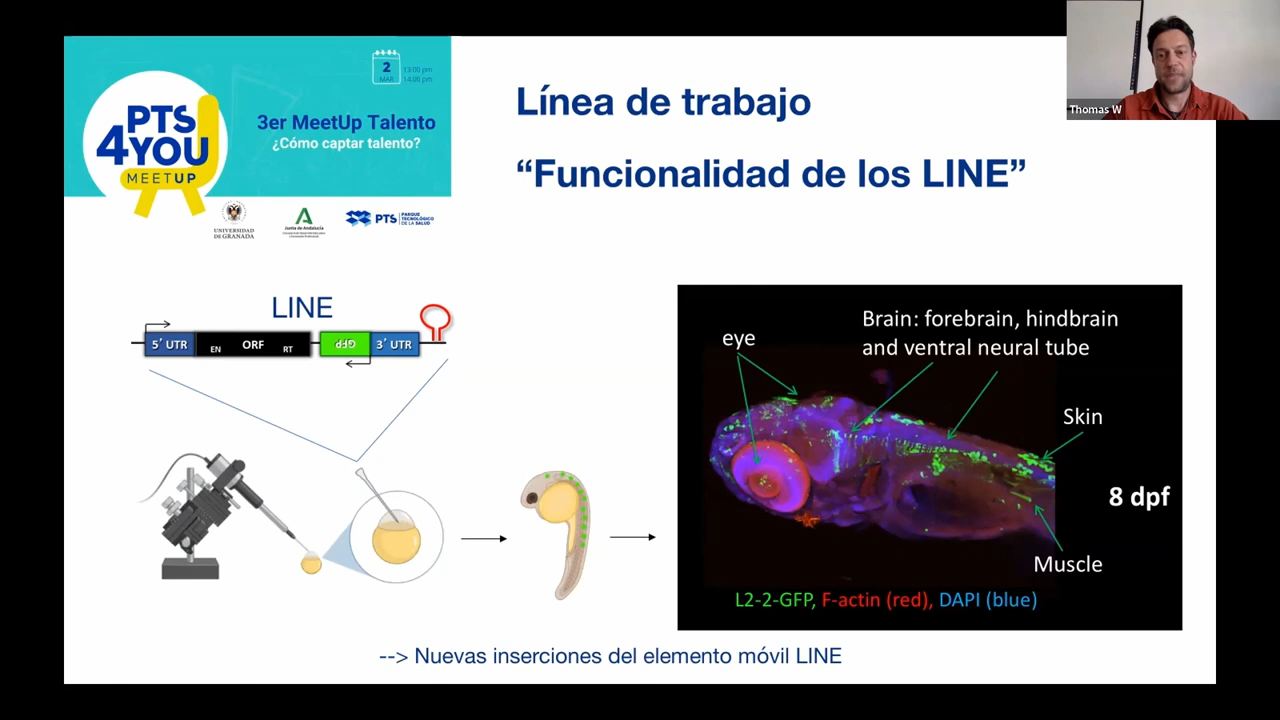 Thomas W
2
MAR
13:00 pm
14:00 pm
PTS
4YOU
MEETUP
3er MeetUp Talento
¿Cómo captar talento?
UNIVERSIDAD
DE GRANADA
Junta de Andalucía
PTS
PARQUE
TECNOLÓGICO
DE LA SALUD
Línea de trabajo
“Funcionalidad de los LINE”
LINE
5´ UTR
EN
ORF
RT
GFP
3´ UTR
eye
Brain: forebrain, hindbrain
and ventral neural tube
Skin
8 dpf
Muscle
L2-2-GFP, F-actin (red), DAPI (blue)
--> Nuevas inserciones del elemento móvil LINE